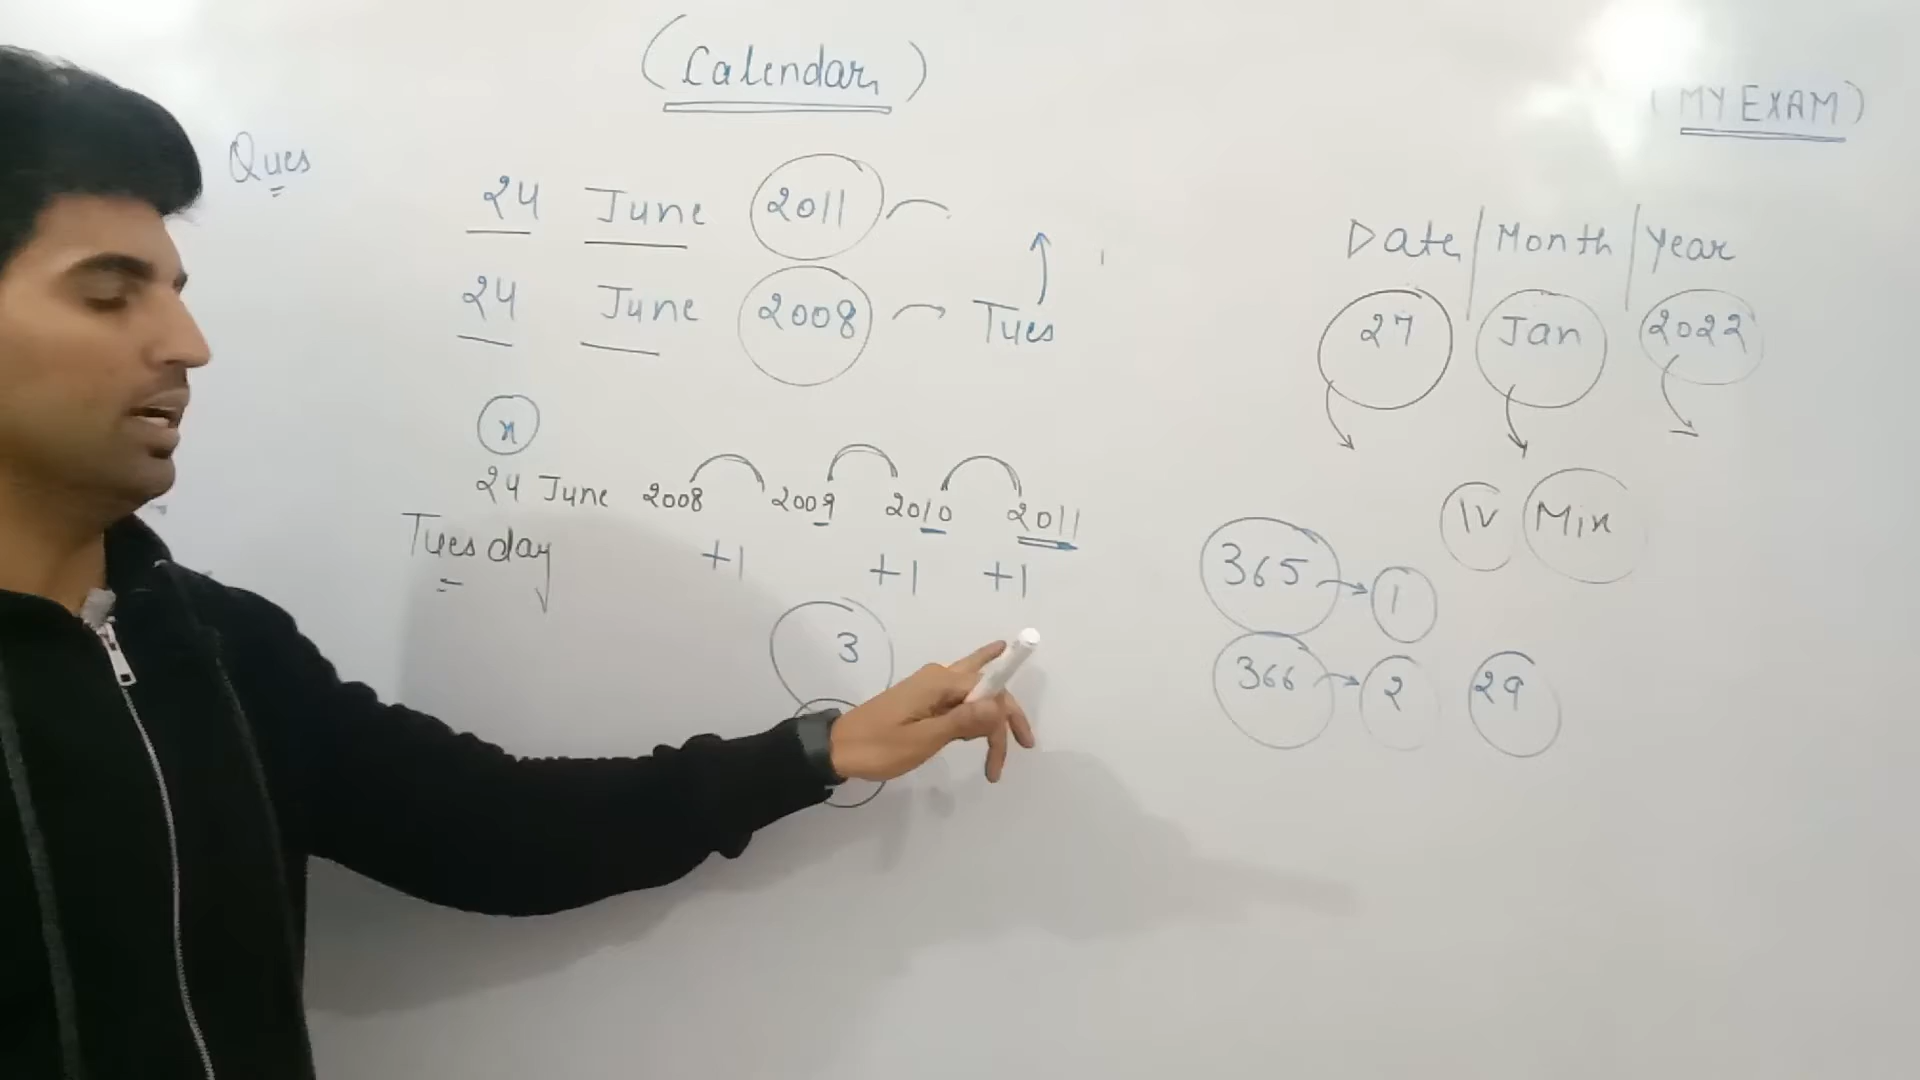 (Calendar)
(MY EXAM)
Ques
24 June 2011
24 June 2008 Tues
Date/Month/Year
27 Jan 2022
x
24 June 2008 2009 2010 2011
Tuesday +1 +1 +1
3
IV Mix
365 → 1
366 → 2 29